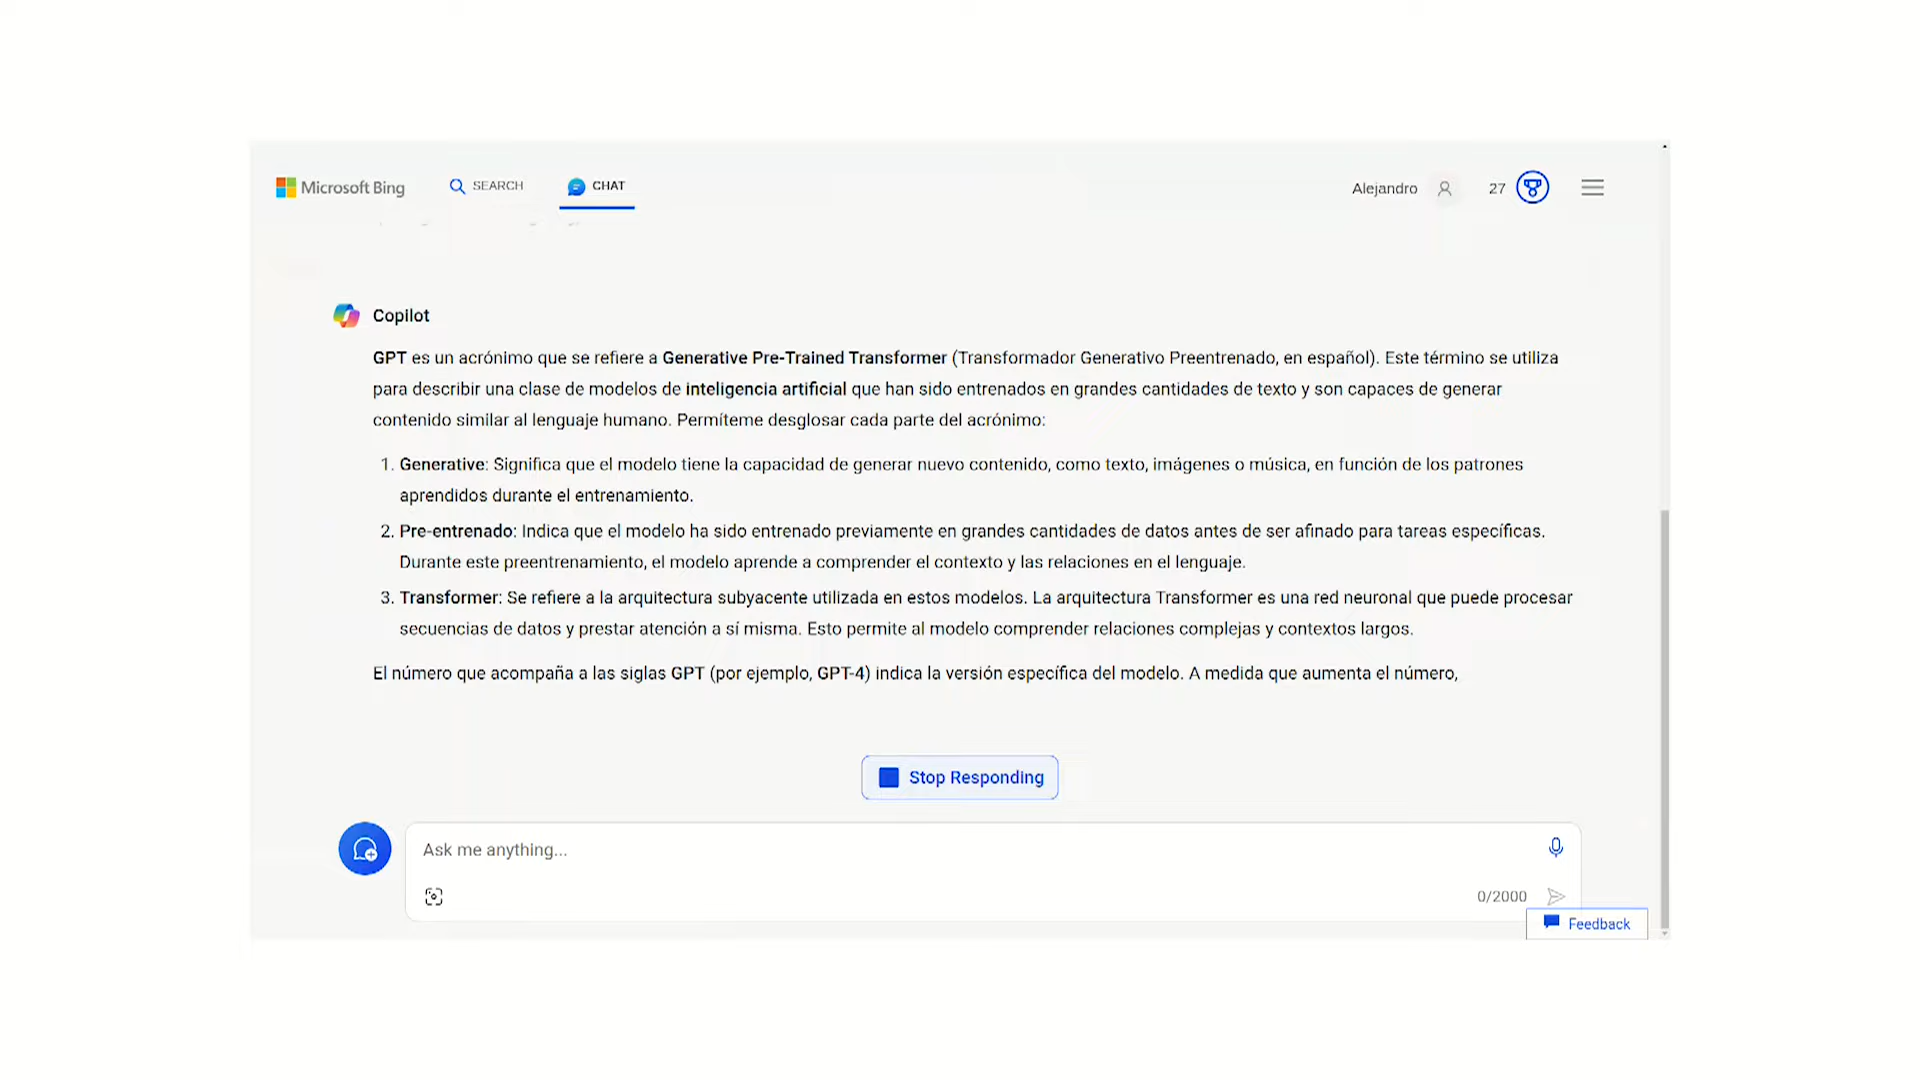 Microsoft Bing
SEARCH
CHAT
Alejandro
27
Copilot
GPT es un acrónimo que se refiere a Generative Pre-Trained Transformer (Transformador Generativo Preentrenado, en español). Este término se utiliza
para describir una clase de modelos de inteligencia artificial que han sido entrenados en grandes cantidades de texto y son capaces de generar
contenido similar al lenguaje humano. Permíteme desglosar cada parte del acrónimo:
1. Generative: Significa que el modelo tiene la capacidad de generar nuevo contenido, como texto, imágenes o música, en función de los patrones
aprendidos durante el entrenamiento.
2. Pre-entrenado: Indica que el modelo ha sido entrenado previamente en grandes cantidades de datos antes de ser afinado para tareas específicas.
Durante este preentrenamiento, el modelo aprende a comprender el contexto y las relaciones en el lenguaje.
3. Transformer: Se refiere a la arquitectura subyacente utilizada en estos modelos. La arquitectura Transformer es una red neuronal que puede procesar
secuencias de datos y prestar atención a sí misma. Esto permite al modelo comprender relaciones complejas y contextos largos.
El número que acompaña a las siglas GPT (por ejemplo, GPT-4) indica la versión específica del modelo. A medida que aumenta el número,
Stop Responding
Ask me anything...
0/2000
Feedback